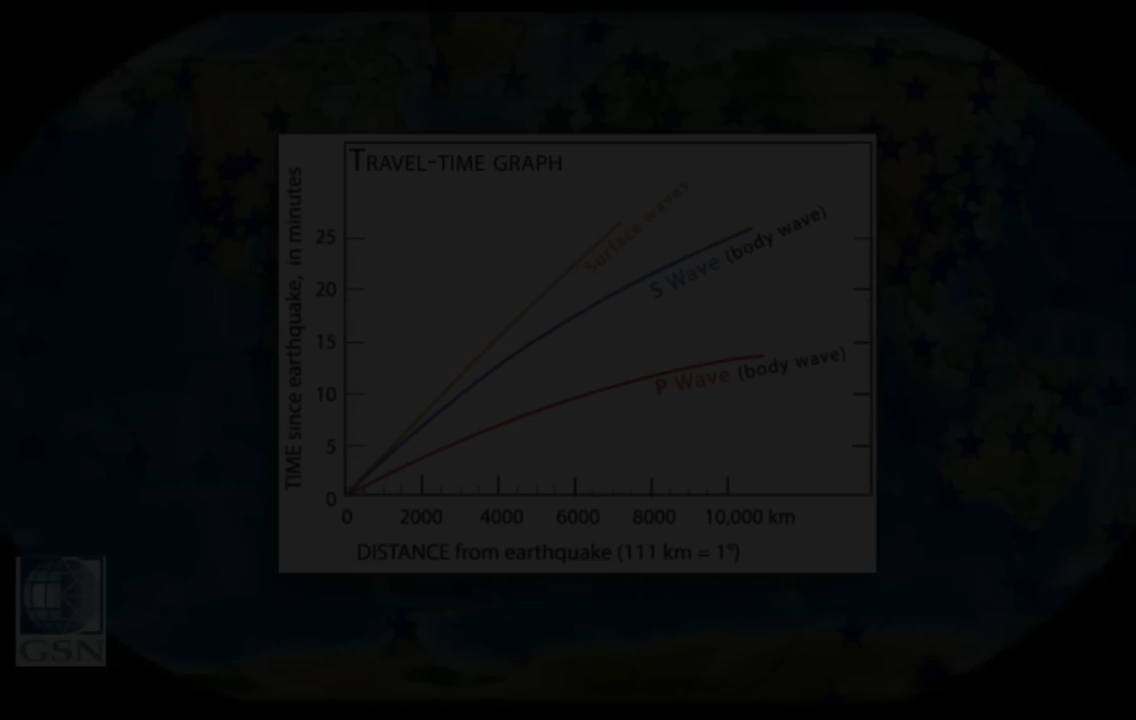 TRAVEL-TIME GRAPH
TIME since earthquake, in minutes
25
20
15
10
5
0
Surface waves
S Wave (body wave)
P Wave (body wave)
0 2000 4000 6000 8000 10,000 km
DISTANCE from earthquake (111 km = 1°)
GSN